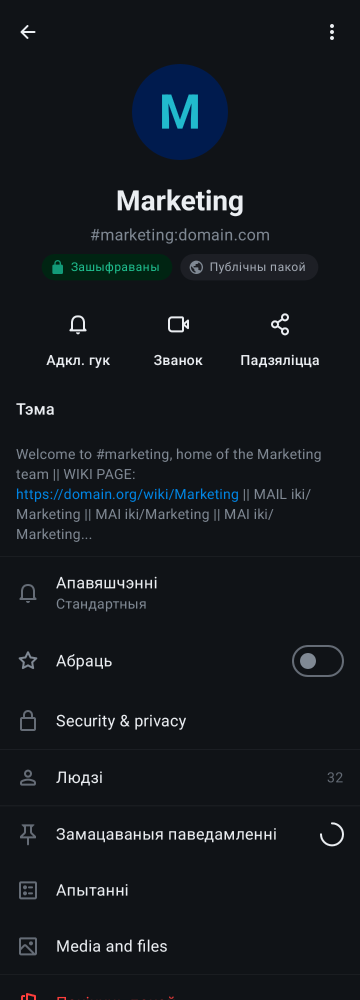 M
Marketing
#marketing:domain.com
Зашыфраваны
Публічны пакой
Адкл. гук
Званок
Падзяліцца
Тэма
Welcome to #marketing, home of the Marketing
team || WIKI PAGE:
https://domain.org/wiki/Marketing || MAIL iki/
Marketing || MAI iki/Marketing || MAI iki/
Marketing...
Апавяшчэнні
Стандартныя
Абраць
Security & privacy
Людзі
32
Замацаваныя паведамленні
Апытанні
Media and files